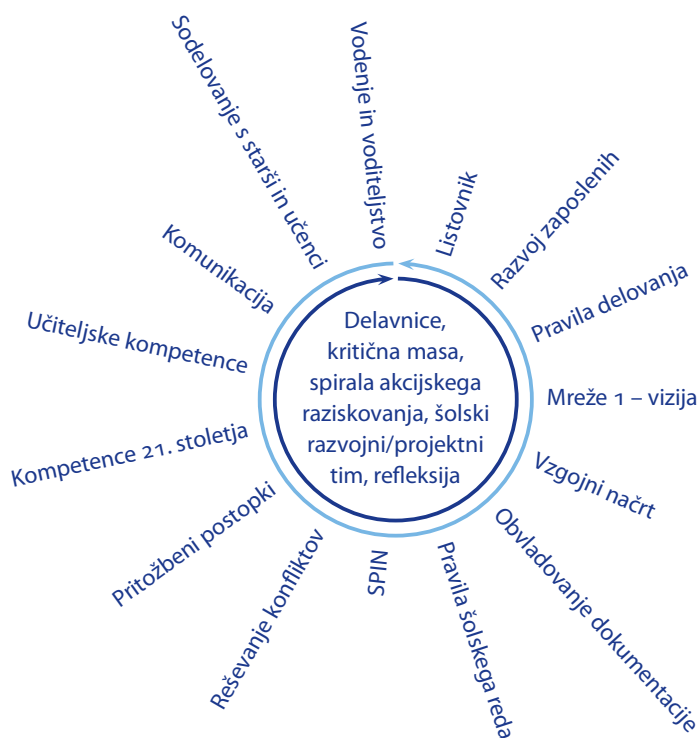 Vodenje in voditeljstvo
Listovnik
Razvoj zaposlenih
Pravila delovanja
Mreže 1 – vizija
Vzgojni načrt
Obvladovanje dokumentacije
Pravila šolskega reda
SPIN
Reševanje konfliktov
Pritožbeni postopki
Kompetence 21. stoletja
Učiteljske kompetence
Komunikacija
Sodelovanje s starši in učenci
Delavnice,
kritična masa,
spirala akcijskega
raziskovanja, šolski
razvojni/projektni
tim, refleksija